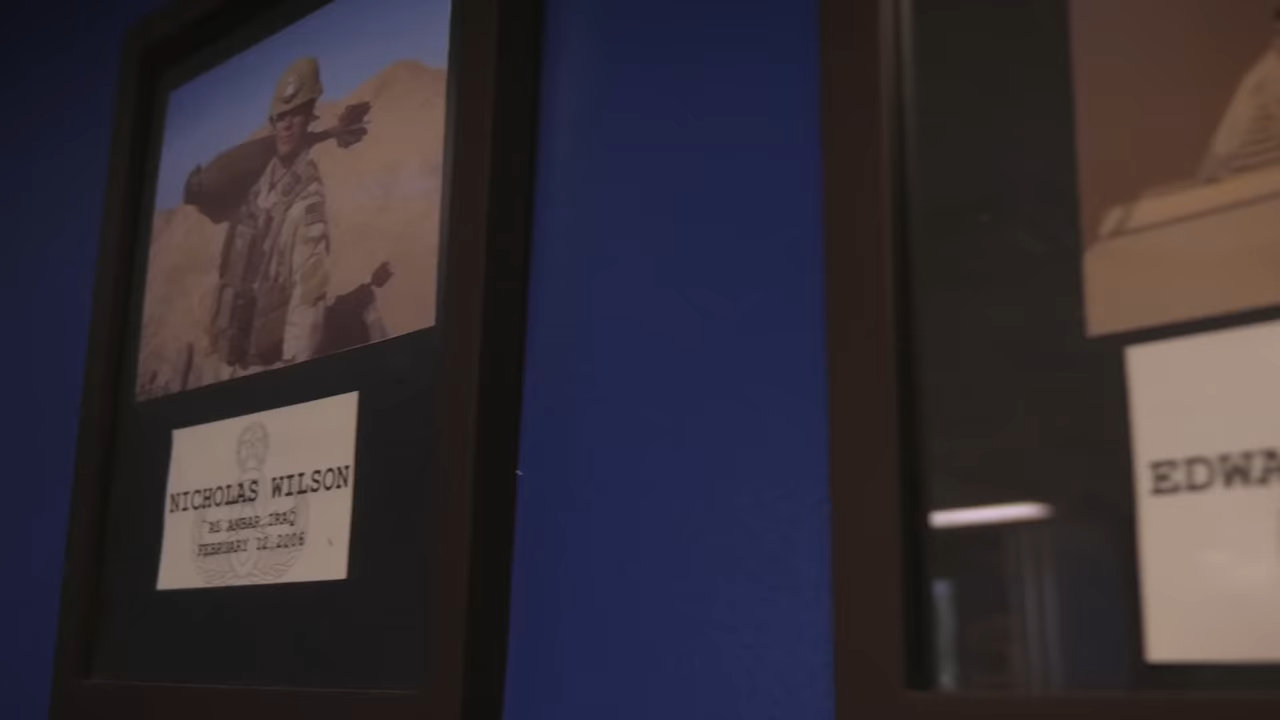 NICHOLAS WILSON
AL ANBAR, IRAQ
FEBRUARY 12, 2006
EDWA